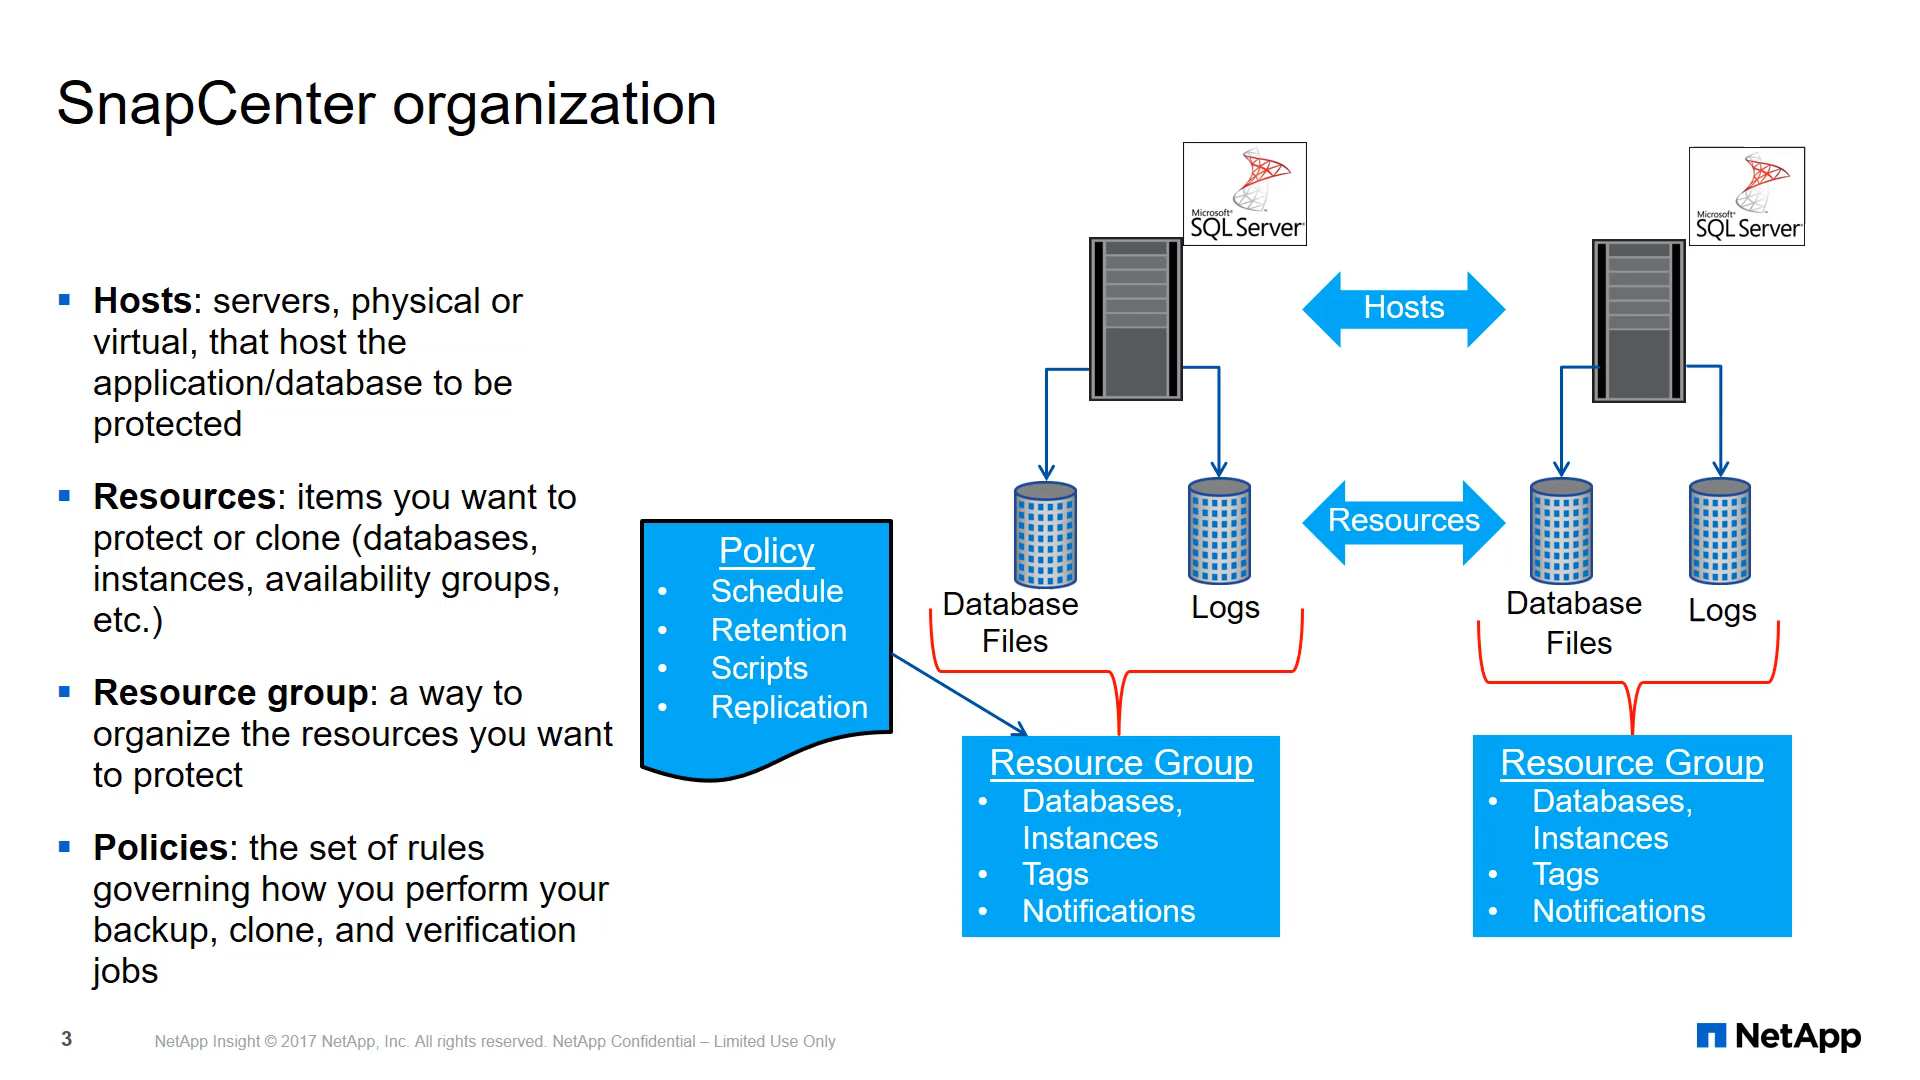 SnapCenter organization
Hosts: servers, physical or
virtual, that host the
application/database to be
protected
Resources: items you want to
protect or clone (databases,
instances, availability groups,
etc.)
Resource group: a way to
organize the resources you want
to protect
Policies: the set of rules
governing how you perform your
backup, clone, and verification
jobs
Policy
• Schedule
• Retention
• Scripts
• Replication
Microsoft®
SQL Server®
Microsoft®
SQL Server®
Hosts
Resources
Database
Files
Logs
Database
Files
Logs
Resource Group
• Databases,
Instances
• Tags
• Notifications
Resource Group
• Databases,
Instances
• Tags
• Notifications
3
NetApp Insight © 2017 NetApp, Inc. All rights reserved. NetApp Confidential – Limited Use Only
NetApp